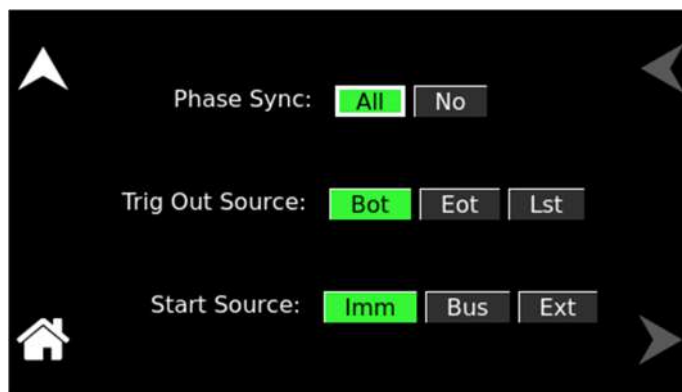 Phase Sync: All No
Trig Out Source: Bot Eot Lst
Start Source: Imm Bus Ext